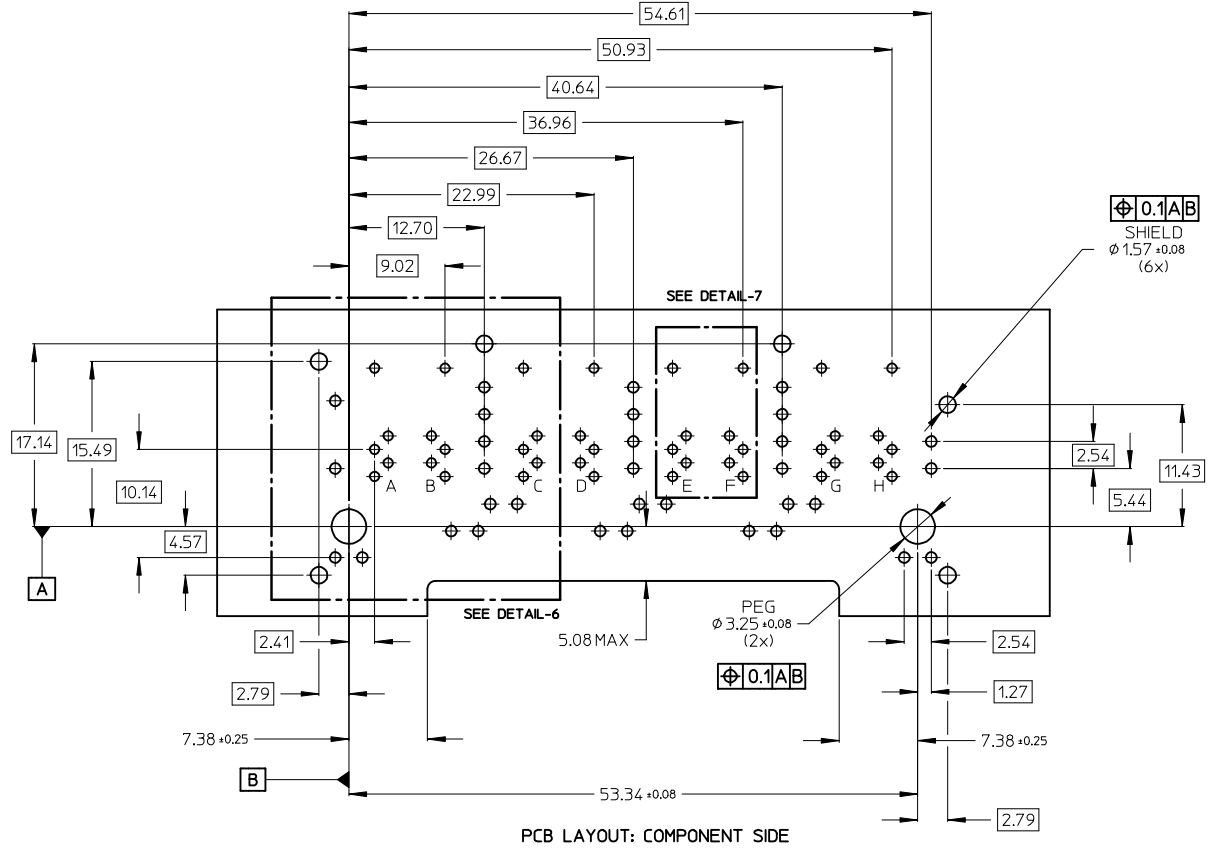 54.61
50.93
40.64
36.96
26.67
22.99
12.70
9.02
⌖ 0.1 A B
SHIELD
Ø 1.57 ±0.08
(6x)
SEE DETAIL-7
17.14
15.49
10.14
4.57
A
A B C D E F G H
2.54
11.43
5.44
SEE DETAIL-6
5.08 MAX
PEG
Ø 3.25 ±0.08
(2x)
⌖ 0.1 A B
2.41
2.79
7.38 ±0.25
B
2.54
1.27
7.38 ±0.25
53.34 ±0.08
2.79
PCB LAYOUT: COMPONENT SIDE